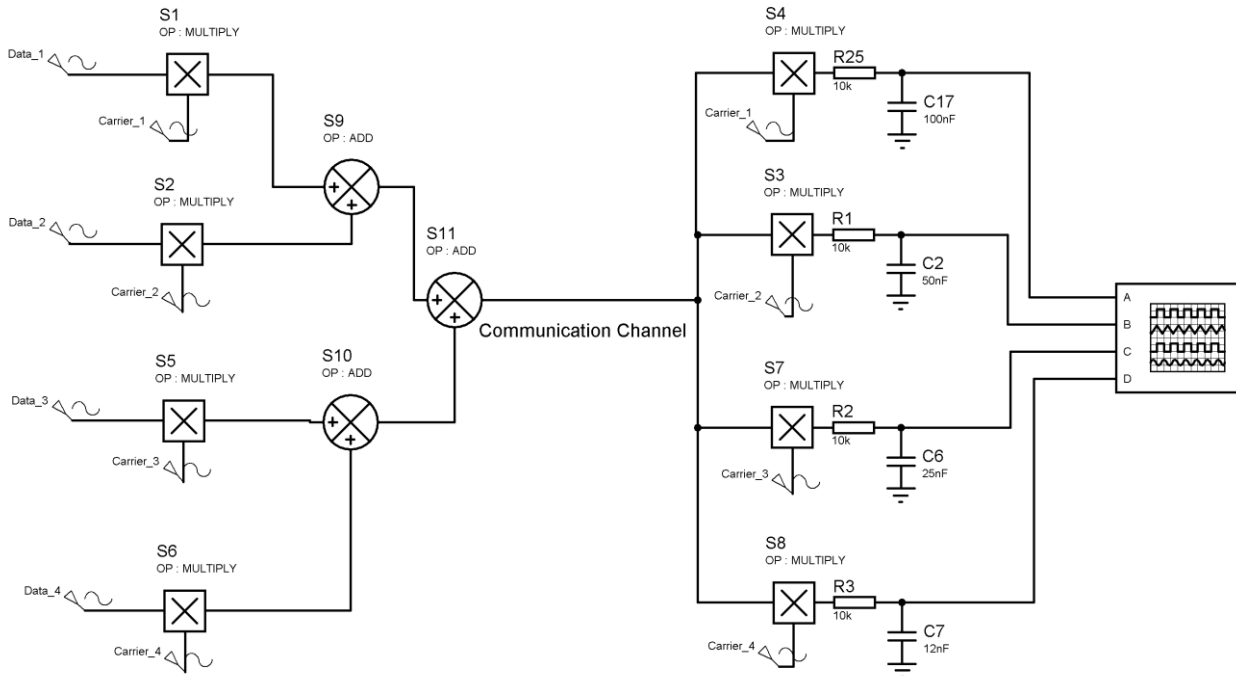 S1
OP : MULTIPLY
Data_1
Carrier_1
S2
OP : MULTIPLY
Data_2
Carrier_2
S9
OP : ADD
S11
OP : ADD
Communication Channel
S5
OP : MULTIPLY
Data_3
Carrier_3
S10
OP : ADD
S6
OP : MULTIPLY
Data_4
Carrier_4
S4
OP : MULTIPLY
R25
10k
C17
100nF
Carrier_1
S3
OP : MULTIPLY
R1
10k
C2
50nF
Carrier_2
S7
OP : MULTIPLY
R2
10k
C6
25nF
Carrier_3
S8
OP : MULTIPLY
R3
10k
C7
12nF
Carrier_4
A
B
C
D